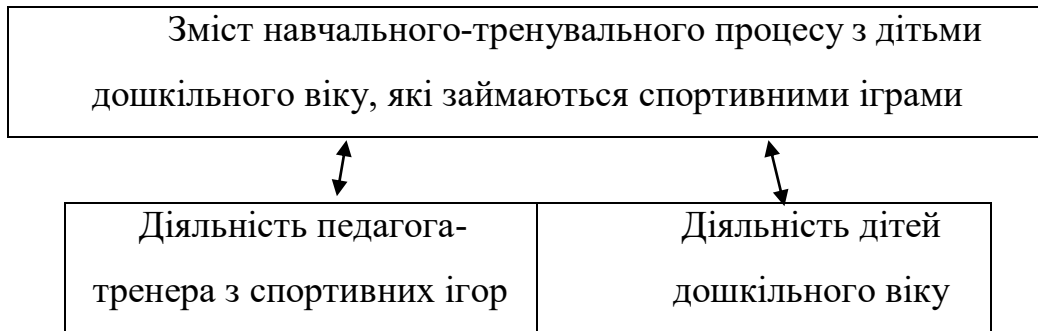 Зміст навчального-тренувального процесу з дітьми
дошкільного віку, які займаються спортивними іграми
Діяльність педагога-
тренера з спортивних ігор
Діяльність дітей
дошкільного віку